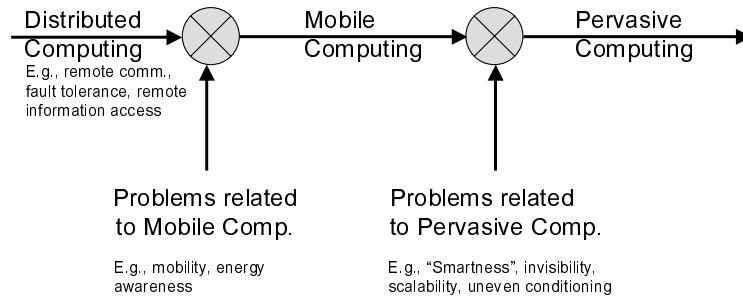 Distributed
Computing
E.g., remote comm.,
fault tolerance, remote
information access
Mobile
Computing
Pervasive
Computing
Problems related
to Mobile Comp.
E.g., mobility, energy
awareness
Problems related
to Pervasive Comp.
E.g., “Smartness”, invisibility,
scalability, uneven conditioning